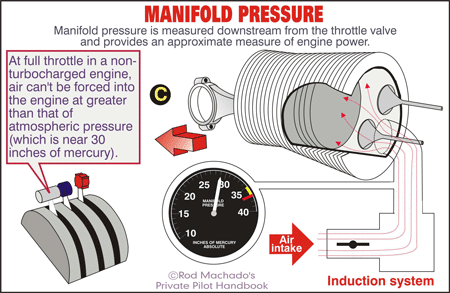 MANIFOLD PRESSURE
Manifold pressure is measured downstream from the throttle valve
and provides an approximate measure of engine power.
At full throttle in a non-
turbocharged engine,
air can't be forced into
the engine at greater
than that of
atmospheric pressure
(which is near 30
inches of mercury).
C
10
15
20
25
30
35
40
MANIFOLD
PRESSURE
INCHES OF MERCURY
ABSOLUTE
Air
intake
Induction system
©Rod Machado's
Private Pilot Handbook